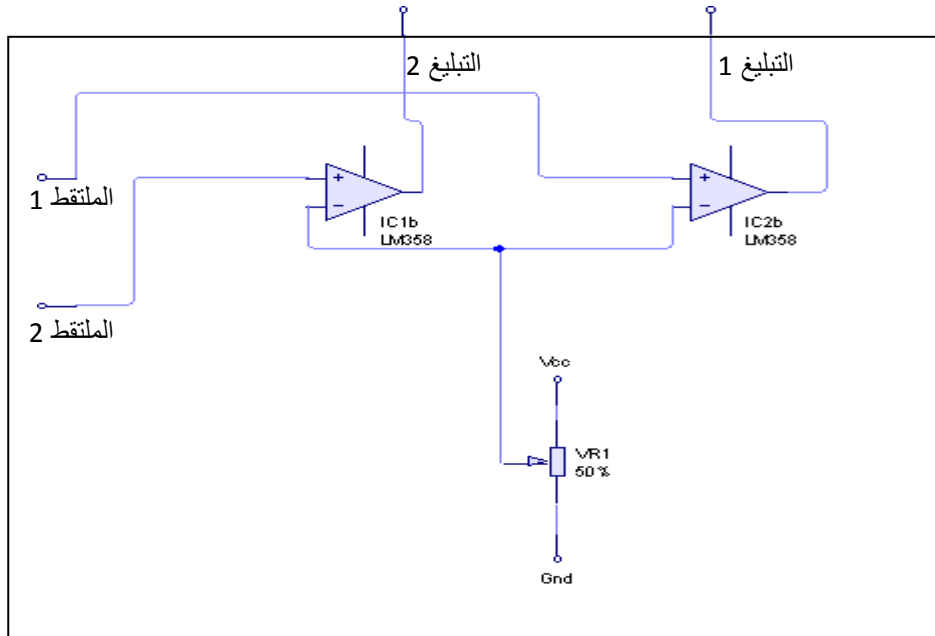 التبليغ 2
التبليغ 1
الملتقط 1
IC1b
LM358
IC2b
LM358
الملتقط 2
Vcc
VR1
50%
Gnd